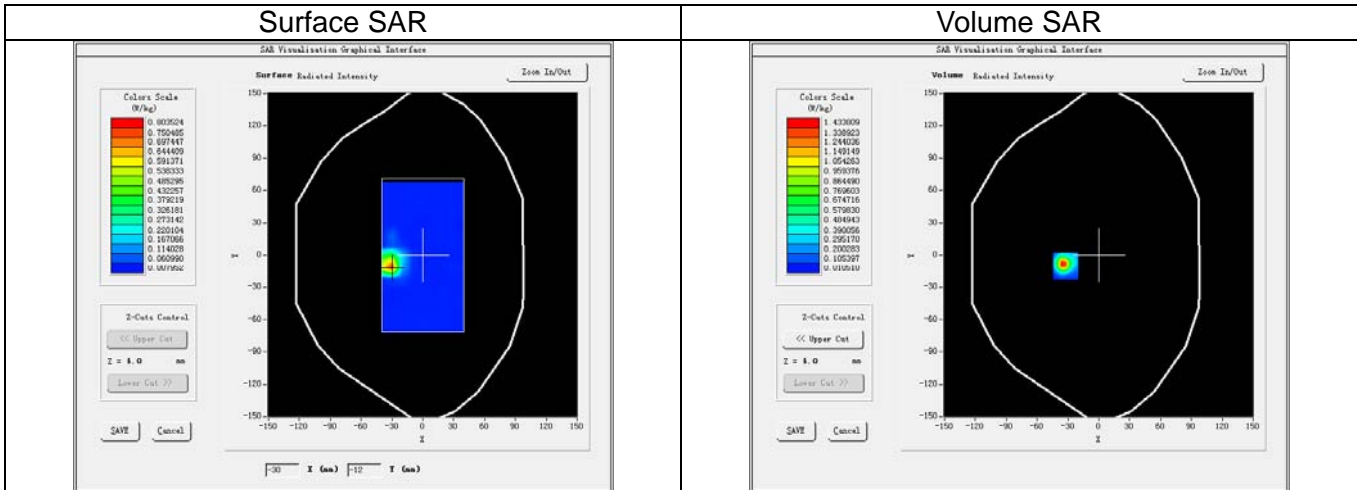 Surface SAR
Volume SAR
SAR Visualisation Graphical Interface
Surface Radiated Intensity
Zoom In/Out
Colors Scale
(W/kg)
0.803524
0.750485
0.697447
0.644409
0.591371
0.538333
0.485295
0.432257
0.379219
0.326181
0.273142
0.220104
0.167066
0.114028
0.060990
0.007952
150
120
90
60
30
0
-30
-60
-90
-120
-150
Y
-150 -120 -90 -60 -30 0 30 60 90 120 150
X
Z-Cuts Control
<< Upper Cut
Z = 4.0 mm
Lower Cut >>
SAVE Cancel
-30 X (mm) -12 Y (mm)
SAR Visualisation Graphical Interface
Volume Radiated Intensity
Zoom In/Out
Colors Scale
(W/kg)
1.433809
1.338923
1.244036
1.149149
1.054263
0.959376
0.864490
0.769603
0.674716
0.579830
0.484943
0.390056
0.295170
0.200283
0.105397
0.010510
150
120
90
60
30
0
-30
-60
-90
-120
-150
Y
-150 -120 -90 -60 -30 0 30 60 90 120 150
X
Z-Cuts Control
<< Upper Cut
Z = 4.0 mm
Lower Cut >>
SAVE Cancel